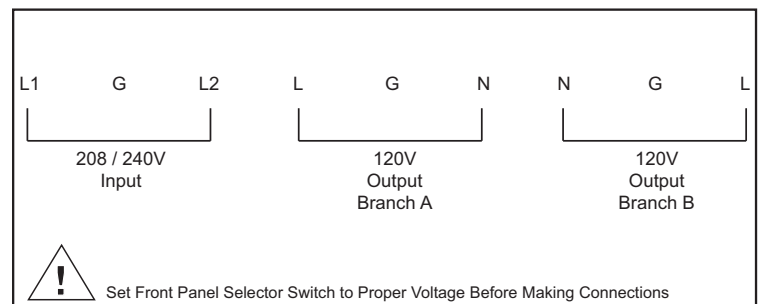 L1 G L2 L G N N G L
208 / 240V 120V 120V
Input Output Output
Branch A Branch B
! Set Front Panel Selector Switch to Proper Voltage Before Making Connections